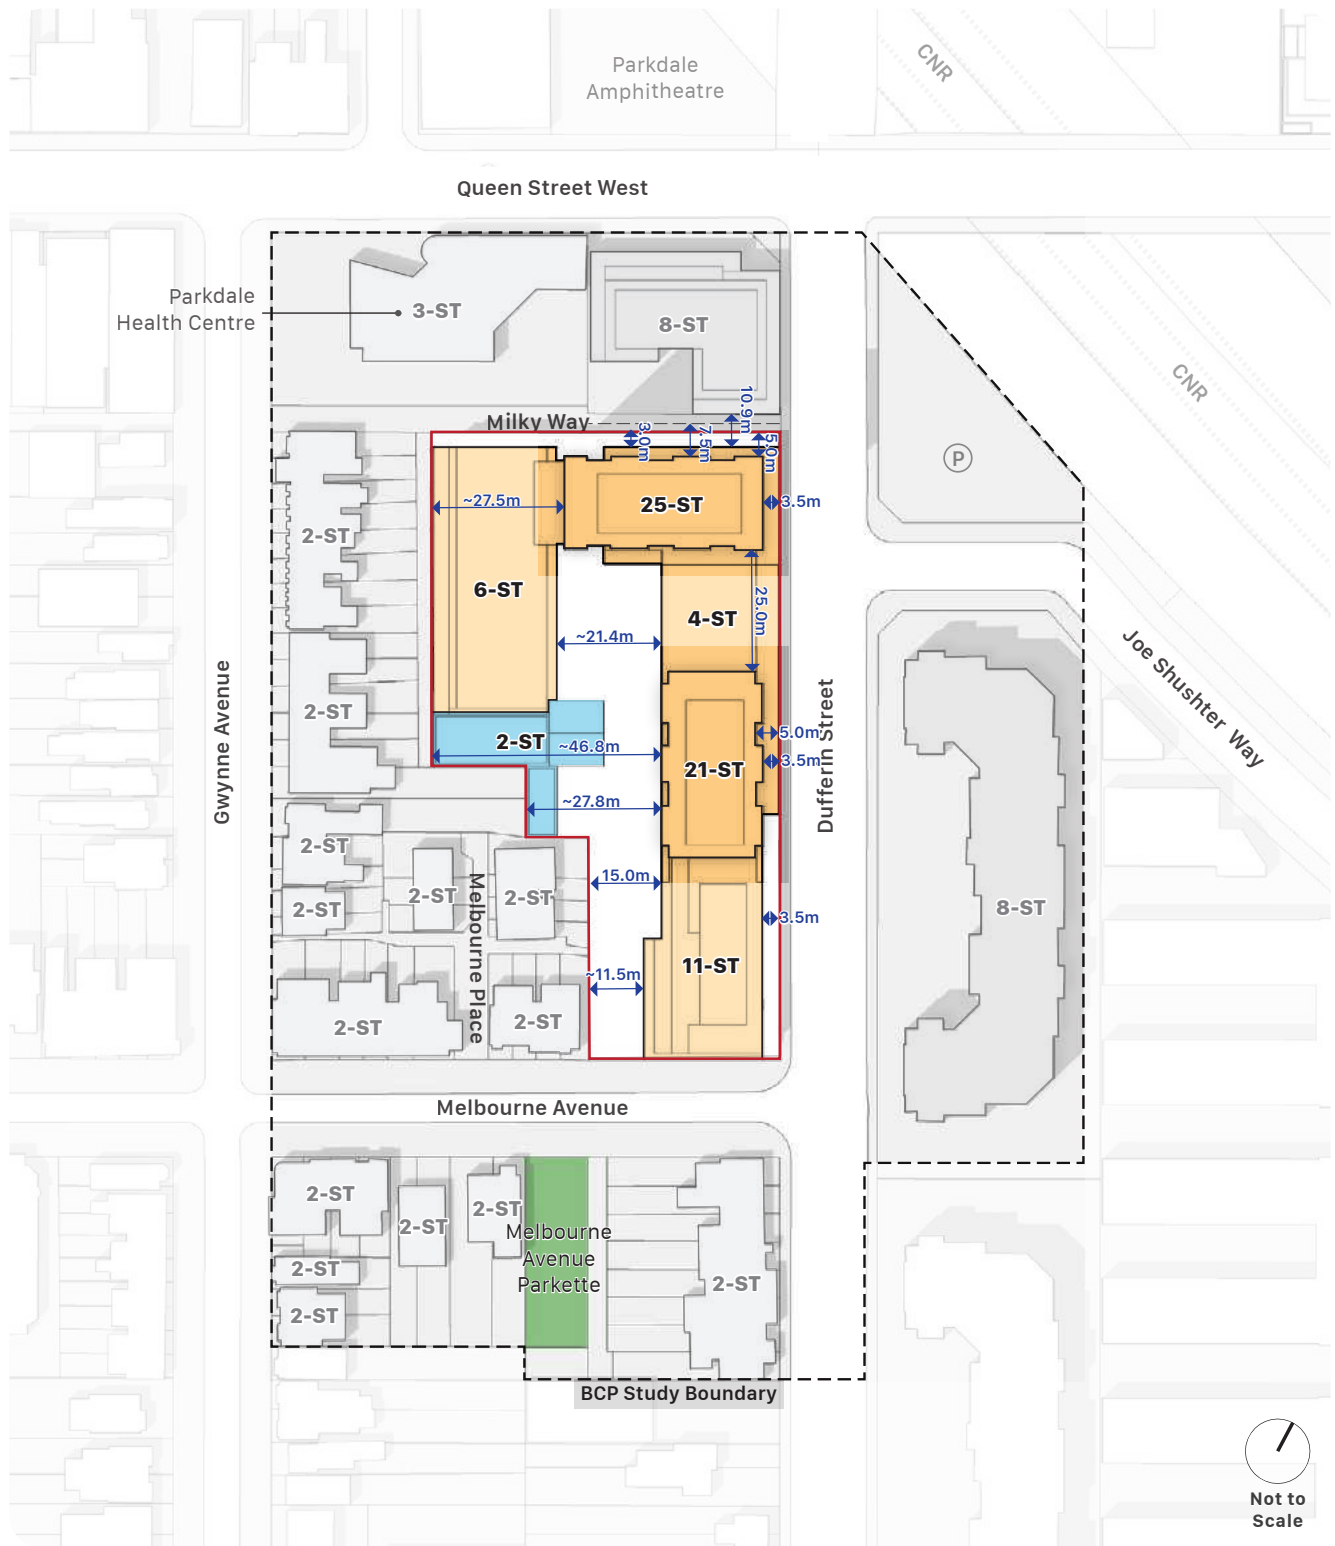 Parkdale
Amphitheatre
CNR
Queen Street West
Parkdale
Health Centre
3-ST
8-ST
CNR
Milky Way
10.9m
3.0m
7.5m
5.0m
P
~27.5m
25-ST
3.5m
2-ST
6-ST
4-ST
25.0m
~21.4m
Joe Shushter Way
Gwynne Avenue
2-ST
2-ST
~46.8m
5.0m
3.5m
21-ST
Dufferin Street
~27.8m
2-ST
15.0m
2-ST
2-ST
2-ST
Melbourne Place
3.5m
8-ST
11-ST
~11.5m
2-ST
2-ST
Melbourne Avenue
2-ST
2-ST
2-ST
Melbourne
Avenue
Parkette
2-ST
2-ST
2-ST
BCP Study Boundary
Not to
Scale